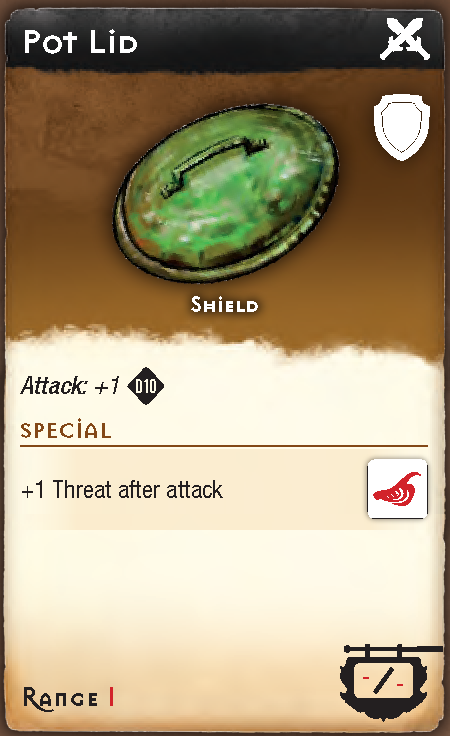 Pot Lid
Shield
Attack: +1 D10
SPECIAL
+1 Threat after attack
Range 1
- / -